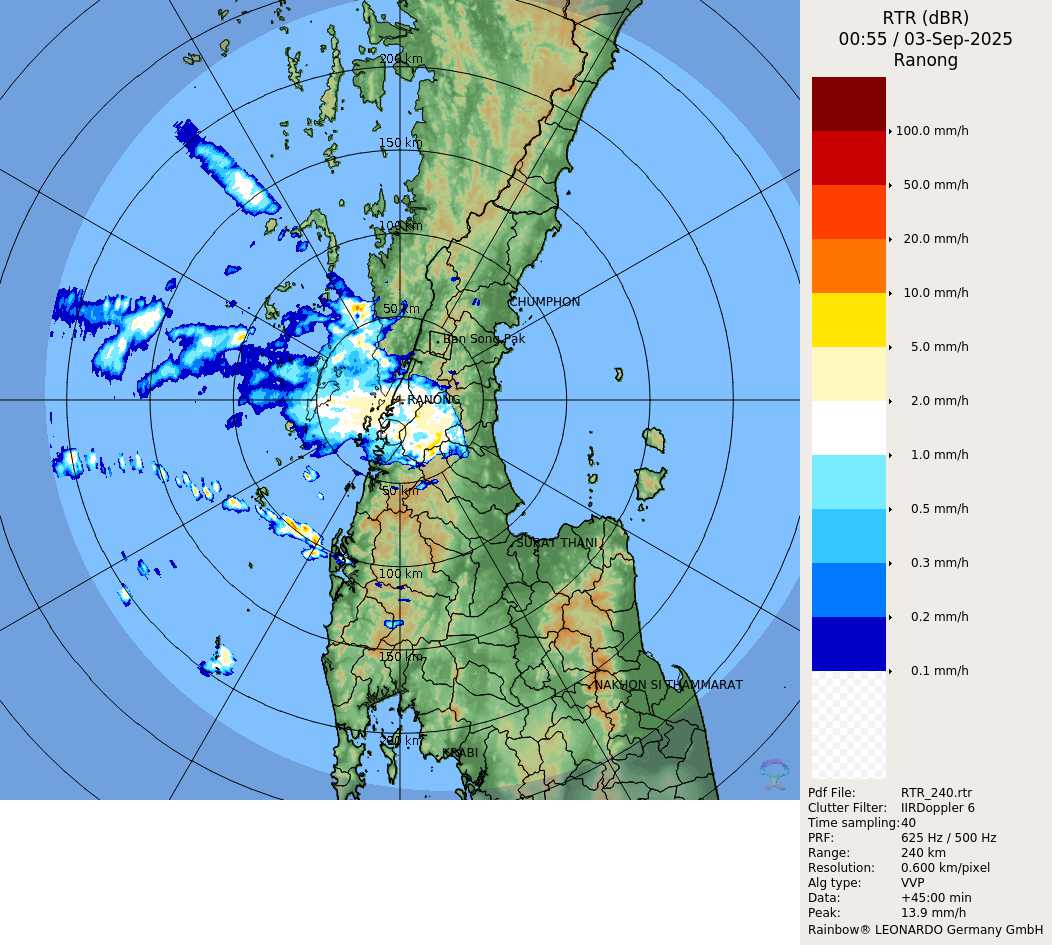 RTR (dBR)
00:55 / 03-Sep-2025
Ranong
200 km
150 km
100 km
50 km
CHUMPHON
Ban Song Pak
RANONG
50 km
SURAT THANI
100 km
150 km
NAKHON SI THAMMARAT
200 km
KRABI
100.0 mm/h
50.0 mm/h
20.0 mm/h
10.0 mm/h
5.0 mm/h
2.0 mm/h
1.0 mm/h
0.5 mm/h
0.3 mm/h
0.2 mm/h
0.1 mm/h
Pdf File: RTR_240.rtr
Clutter Filter: IIRDoppler 6
Time sampling:40
PRF: 625 Hz / 500 Hz
Range: 240 km
Resolution: 0.600 km/pixel
Alg type: VVP
Data: +45:00 min
Peak: 13.9 mm/h
Rainbow® LEONARDO Germany GmbH